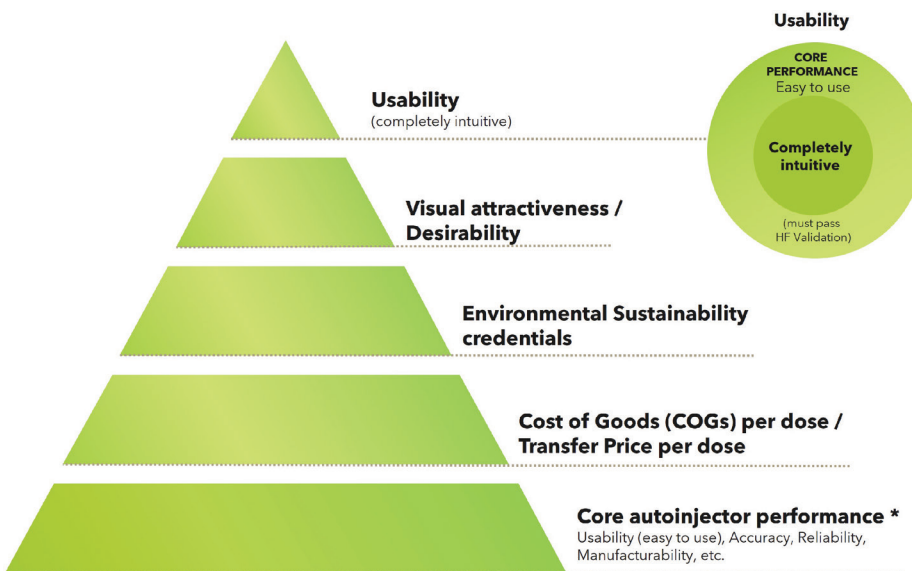 Usability
CORE
PERFORMANCE
Easy to use
Completely
intuitive
(must pass
HF Validation)
Usability
(completely intuitive)
Visual attractiveness /
Desirability
Environmental Sustainability
credentials
Cost of Goods (COGs) per dose /
Transfer Price per dose
Core autoinjector performance *
Usability (easy to use), Accuracy, Reliability,
Manufacturability, etc.